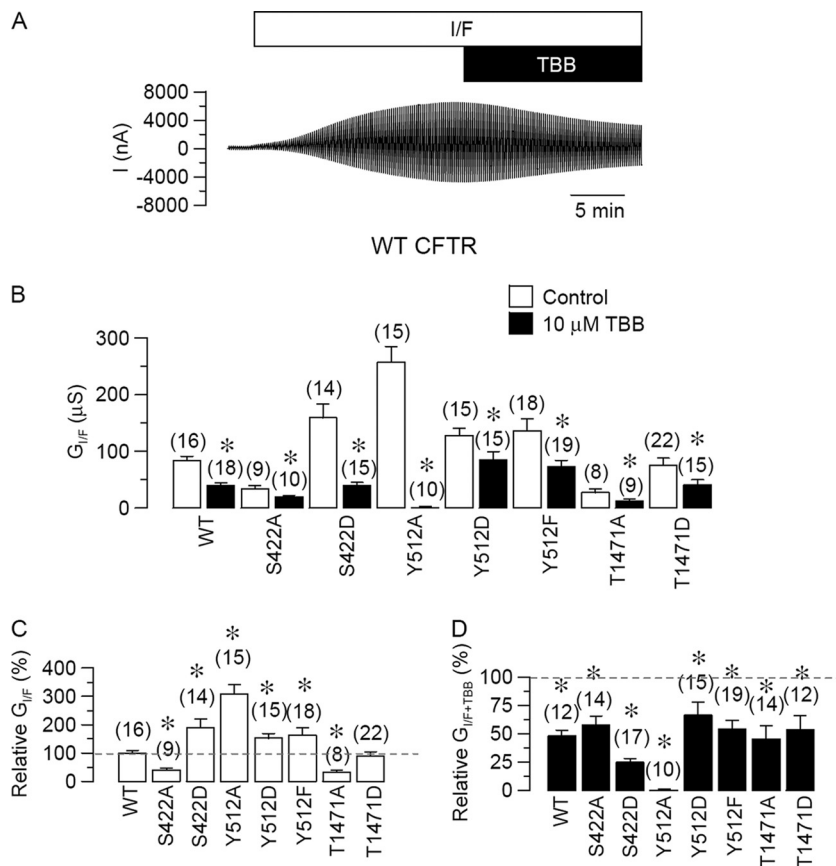 A
I/F
TBB
8000
4000
0
-4000
-8000
I (nA)
5 min
WT CFTR
B
Control
10 µM TBB
300
200
100
0
G_I/F (µS)
(16) * (18) (9) * (10) (14) * (15) (15) * (10) (15) * (15) (18) * (19) (8) * (9) (22) * (15)
WT S422A S422D Y512A Y512D Y512F T1471A T1471D
C
400
300
200
100
0
Relative G_I/F (%)
(16) * (9) * (14) * (15) * (15) * (18) * (8) (22)
WT S422A S422D Y512A Y512D Y512F T1471A T1471D
D
100
75
50
25
0
Relative G_I/F+TBB (%)
* (12) * (14) * (17) * (10) * (15) * (19) * (14) * (12)
WT S422A S422D Y512A Y512D Y512F T1471A T1471D